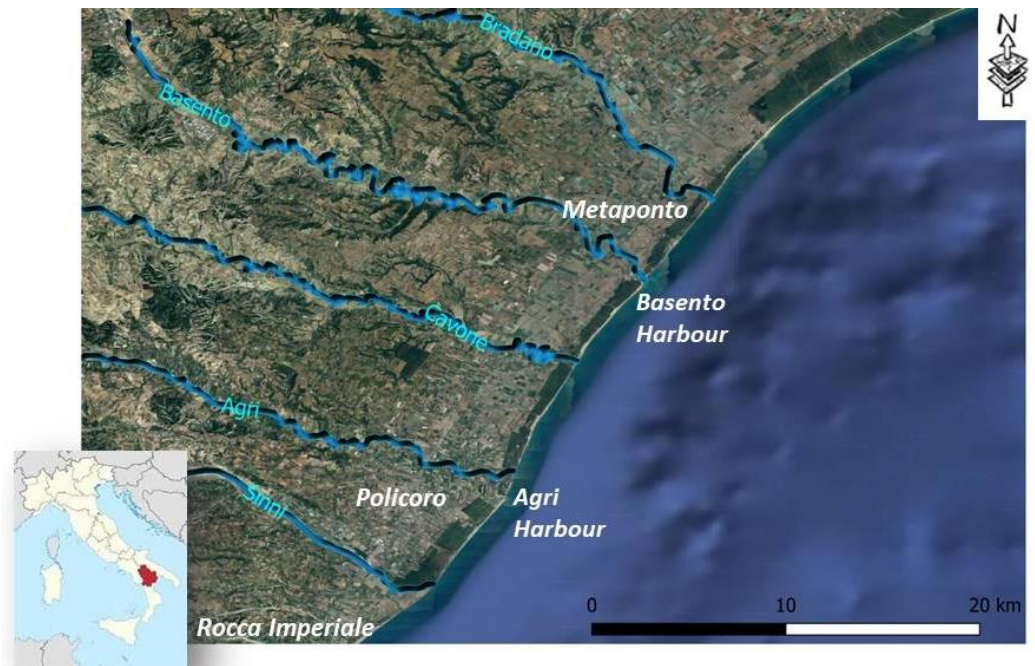 N
Bradano
Basento
Metaponto
Basento
Harbour
Cavone
Agri
Policoro
Agri
Harbour
Sinni
Rocca Imperiale
0 10 20 km